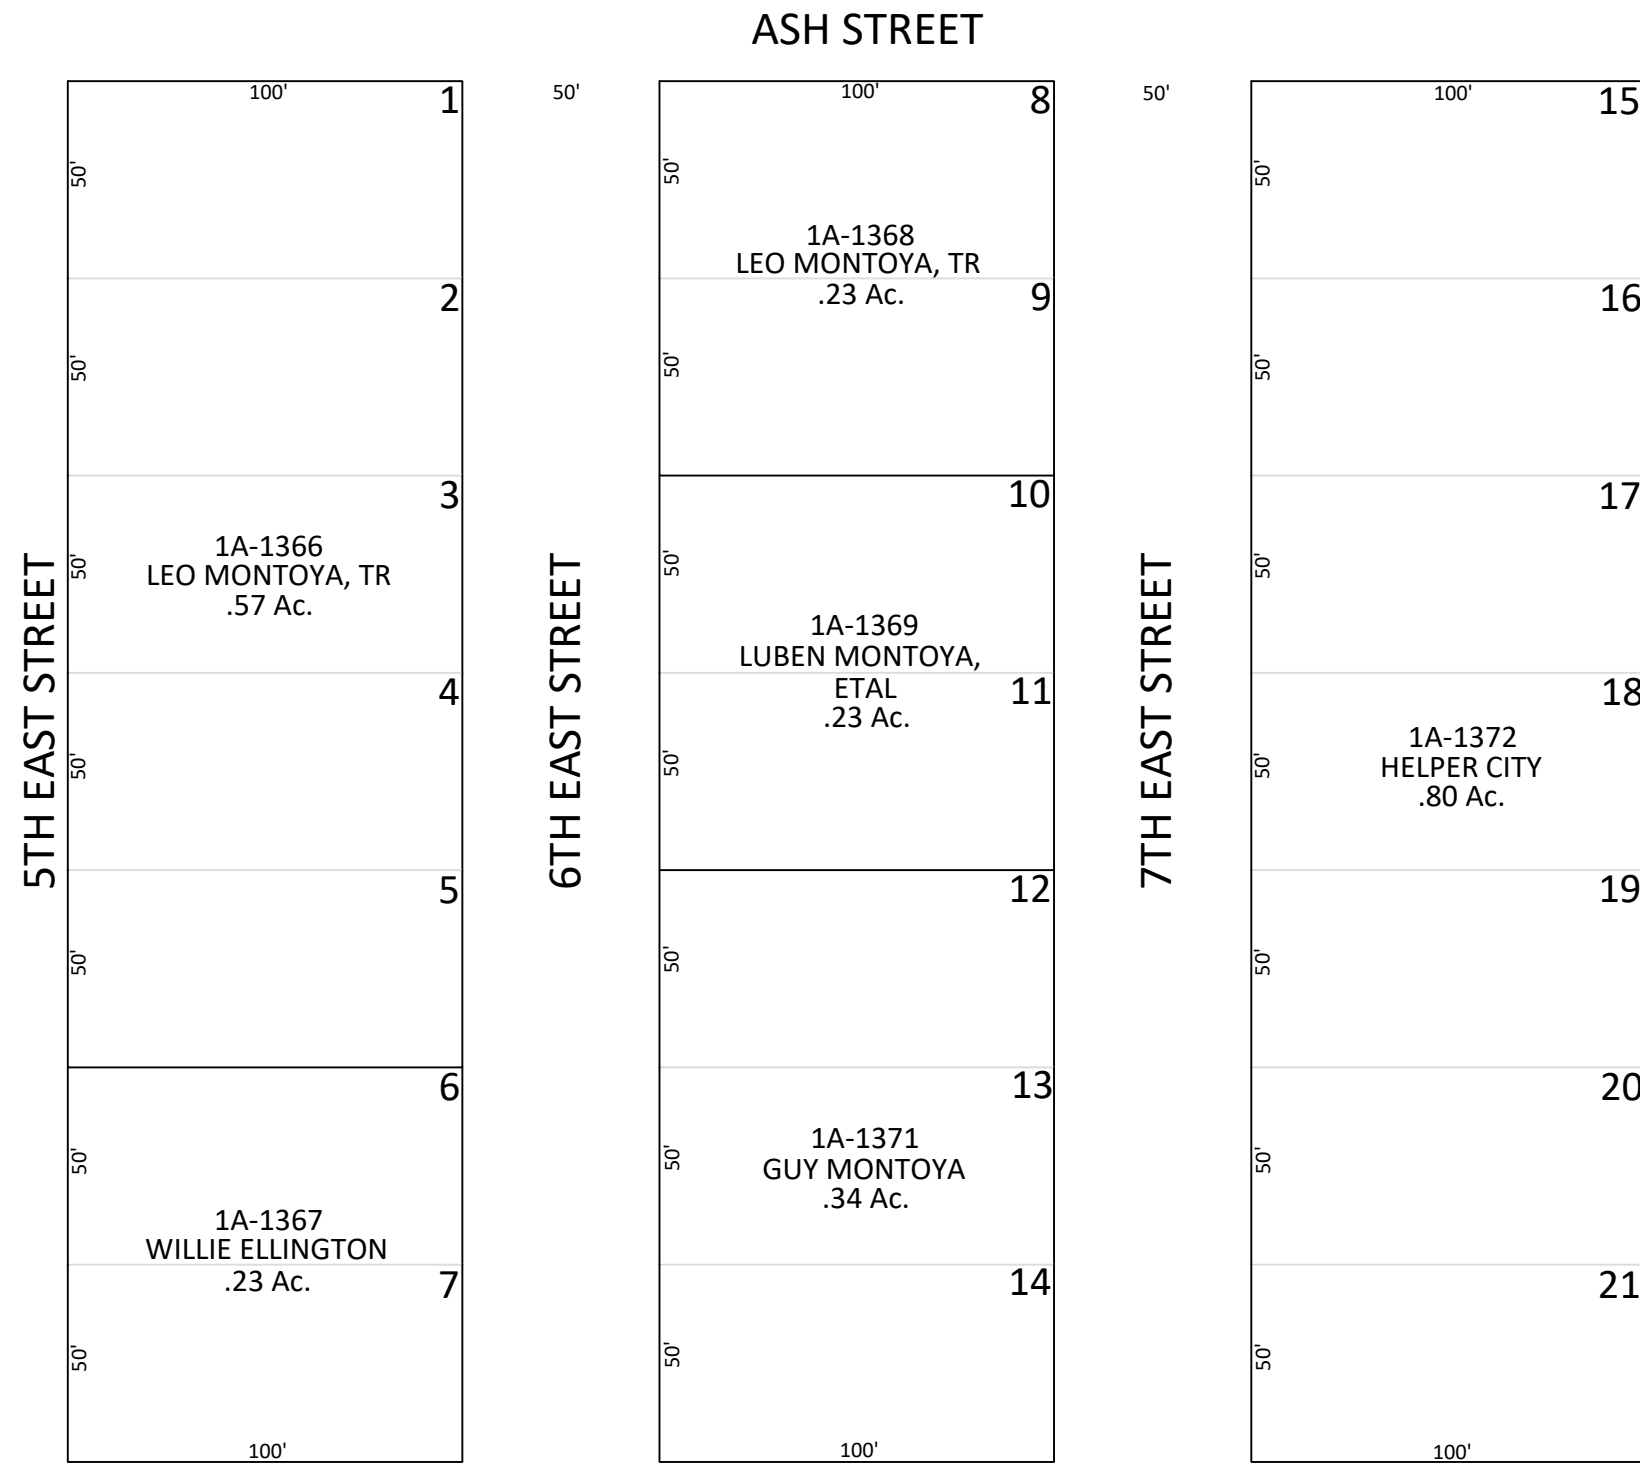 ASH STREET
100'
1
50'
100'
8
50'
100'
15
50'
50'
50'
1A-1368
LEO MONTOYA, TR
.23 Ac.
2
9
16
50'
50'
50'
3
10
17
1A-1366
LEO MONTOYA, TR
.57 Ac.
50'
50'
50'
5TH EAST STREET
6TH EAST STREET
7TH EAST STREET
1A-1369
LUBEN MONTOYA,
ETAL
.23 Ac.
4
11
18
50'
50'
50'
1A-1372
HELPER CITY
.80 Ac.
5
12
19
50'
50'
50'
6
13
20
50'
50'
50'
1A-1371
GUY MONTOYA
.34 Ac.
1A-1367
WILLIE ELLINGTON
.23 Ac.
7
14
21
50'
50'
50'
100'
100'
100'